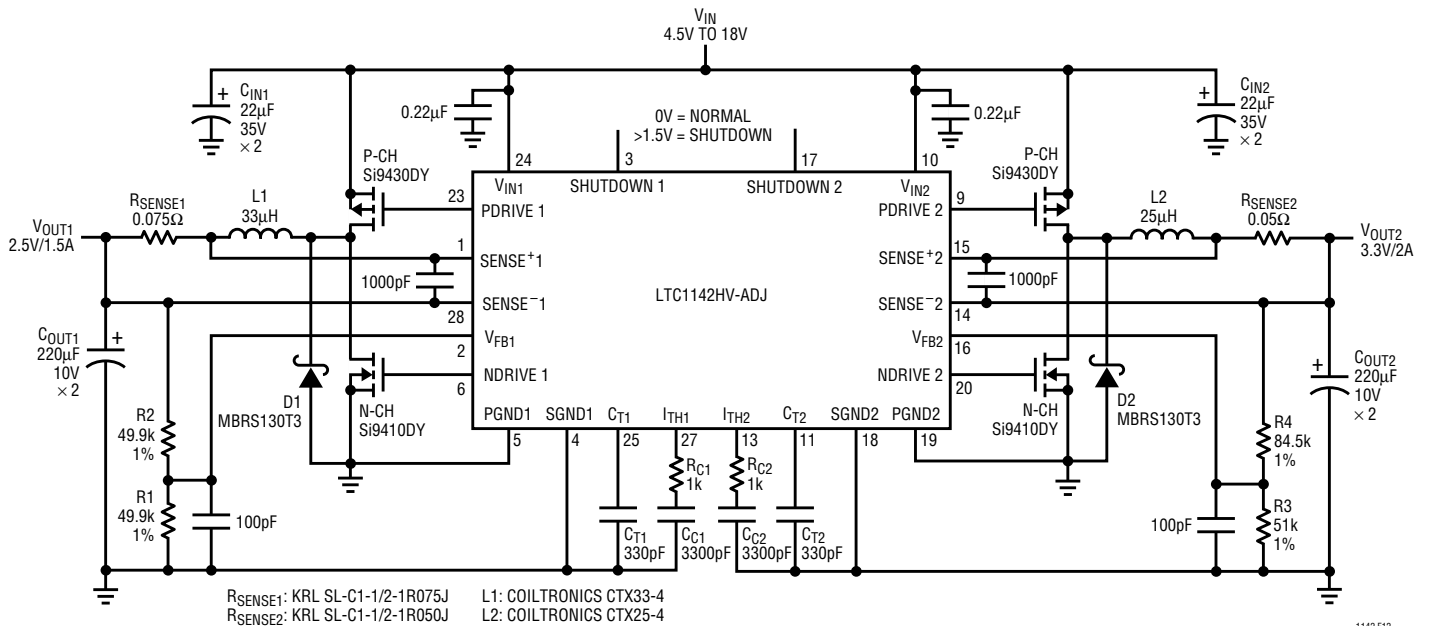 VIN
4.5V TO 18V
CIN1
22µF
35V
× 2
+
0.22µF
0V = NORMAL
>1.5V = SHUTDOWN
0.22µF
+
CIN2
22µF
35V
× 2
P-CH
Si9430DY
24
3
17
10
P-CH
Si9430DY
VIN1
SHUTDOWN 1
SHUTDOWN 2
VIN2
23
PDRIVE 1
PDRIVE 2
9
VOUT1
2.5V/1.5A
RSENSE1
0.075Ω
L1
33µH
L2
25µH
RSENSE2
0.05Ω
VOUT2
3.3V/2A
1
SENSE+1
SENSE+2
15
1000pF
LTC1142HV-ADJ
1000pF
SENSE–1
SENSE–2
28
14
VFB1
VFB2
2
16
COUT1
220µF
10V
× 2
+
NDRIVE 1
NDRIVE 2
6
20
+
COUT2
220µF
10V
× 2
D1
MBRS130T3
N-CH
Si9410DY
N-CH
Si9410DY
D2
MBRS130T3
PGND1
SGND1
CT1
ITH1
ITH2
CT2
SGND2
PGND2
5
4
25
27
13
11
18
19
R2
49.9k
1%
R4
84.5k
1%
RC1
1k
RC2
1k
R1
49.9k
1%
100pF
CT1
330pF
CC1
3300pF
CC2
3300pF
CT2
330pF
100pF
R3
51k
1%
RSENSE1: KRL SL-C1-1/2-1R075J L1: COILTRONICS CTX33-4
RSENSE2: KRL SL-C1-1/2-1R050J L2: COILTRONICS CTX25-4